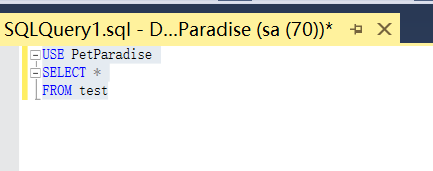 SQLQuery1.sql - D...Paradise (sa (70))*
USE PetParadise
SELECT *
FROM test